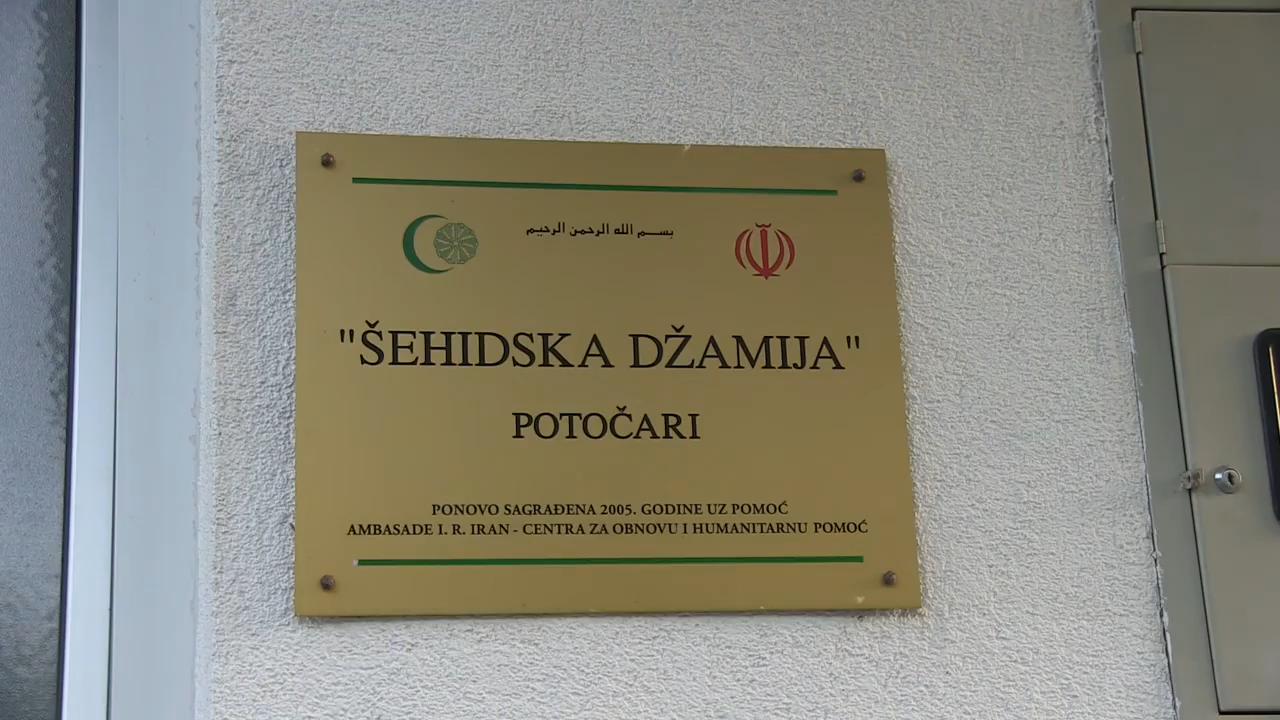 بسم الله الرحمن الرحيم
"ŠEHIDSKA DŽAMIJA"
POTOČARI
PONOVO SAGRAĐENA 2005. GODINE UZ POMOĆ
AMBASADE I. R. IRAN - CENTRA ZA OBNOVU I HUMANITARNU POMOĆ